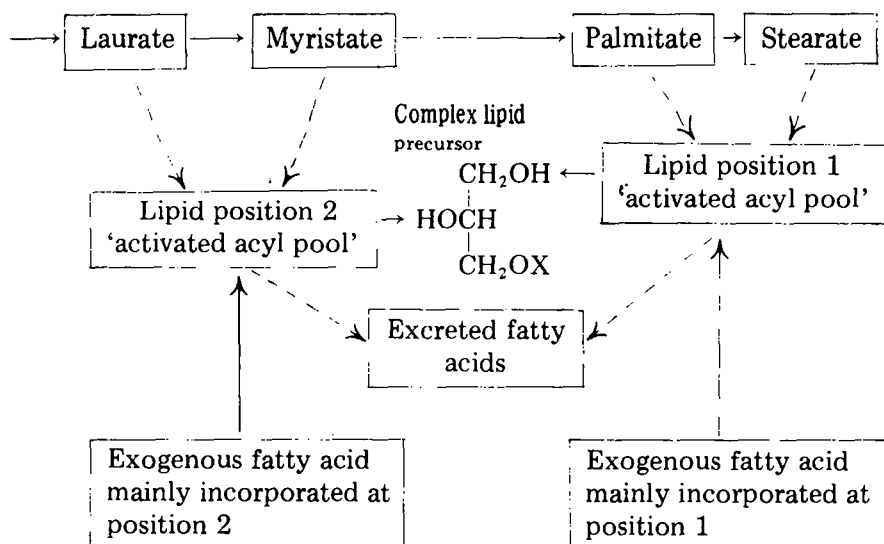 Laurate
Myristate
Palmitate
Stearate
Complex lipid
precursor
CH₂OH
HOCH
CH₂OX
Lipid position 1
‘activated acyl pool’
Lipid position 2
‘activated acyl pool’
Excreted fatty
acids
Exogenous fatty acid
mainly incorporated at
position 2
Exogenous fatty acid
mainly incorporated at
position 1